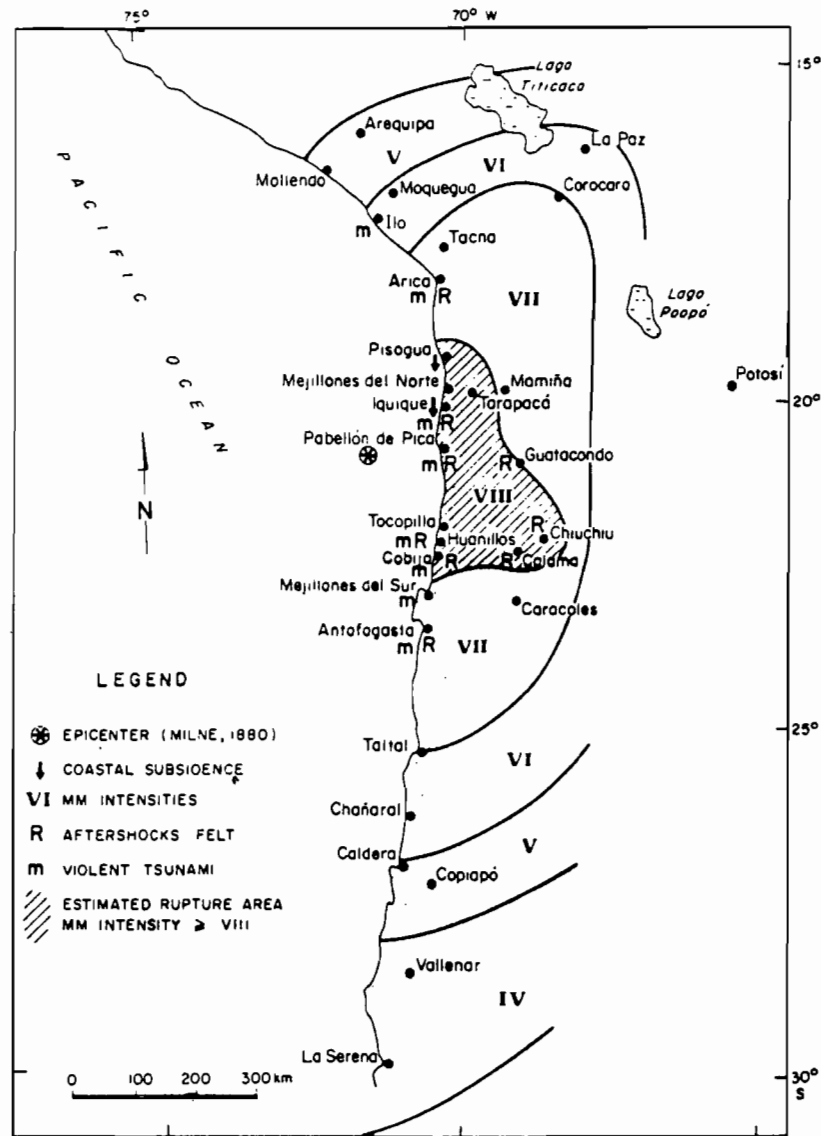 75°
70° W
15°
Lago
Titicaca
Arequipa
La Paz
V
VI
Mollendo
Moquegua
Corocoro
m
Ilo
Tacna
PACIFIC OCEAN
Arica
m R
VII
Lago
Poopó
Pisagua
Potosí
Mejillones del Norte
Mamiña
20°
Iquique
Tarapacá
m R
Pabellón de Pica
m R
R
Guatacondo
N
VIII
Tocopilla
R
Chiuchiu
m R
Huanillos
Cobija
m
R
R
Calama
Mejillones del Sur
m
Caracoles
Antofogasta
m R
VII
LEGEND
Taltal
25°
EPICENTER (MILNE, 1880)
VI
COASTAL SUBSIOENCE
VI MM INTENSITIES
Chañaral
R AFTERSHOCKS FELT
V
Caldera
m VIOLENT TSUNAMI
Copiapó
ESTIMATED RUPTURE AREA
MM INTENSITY ⩾ VIII
Vallenar
IV
La Serena
0 100 200 300 km
30°
S